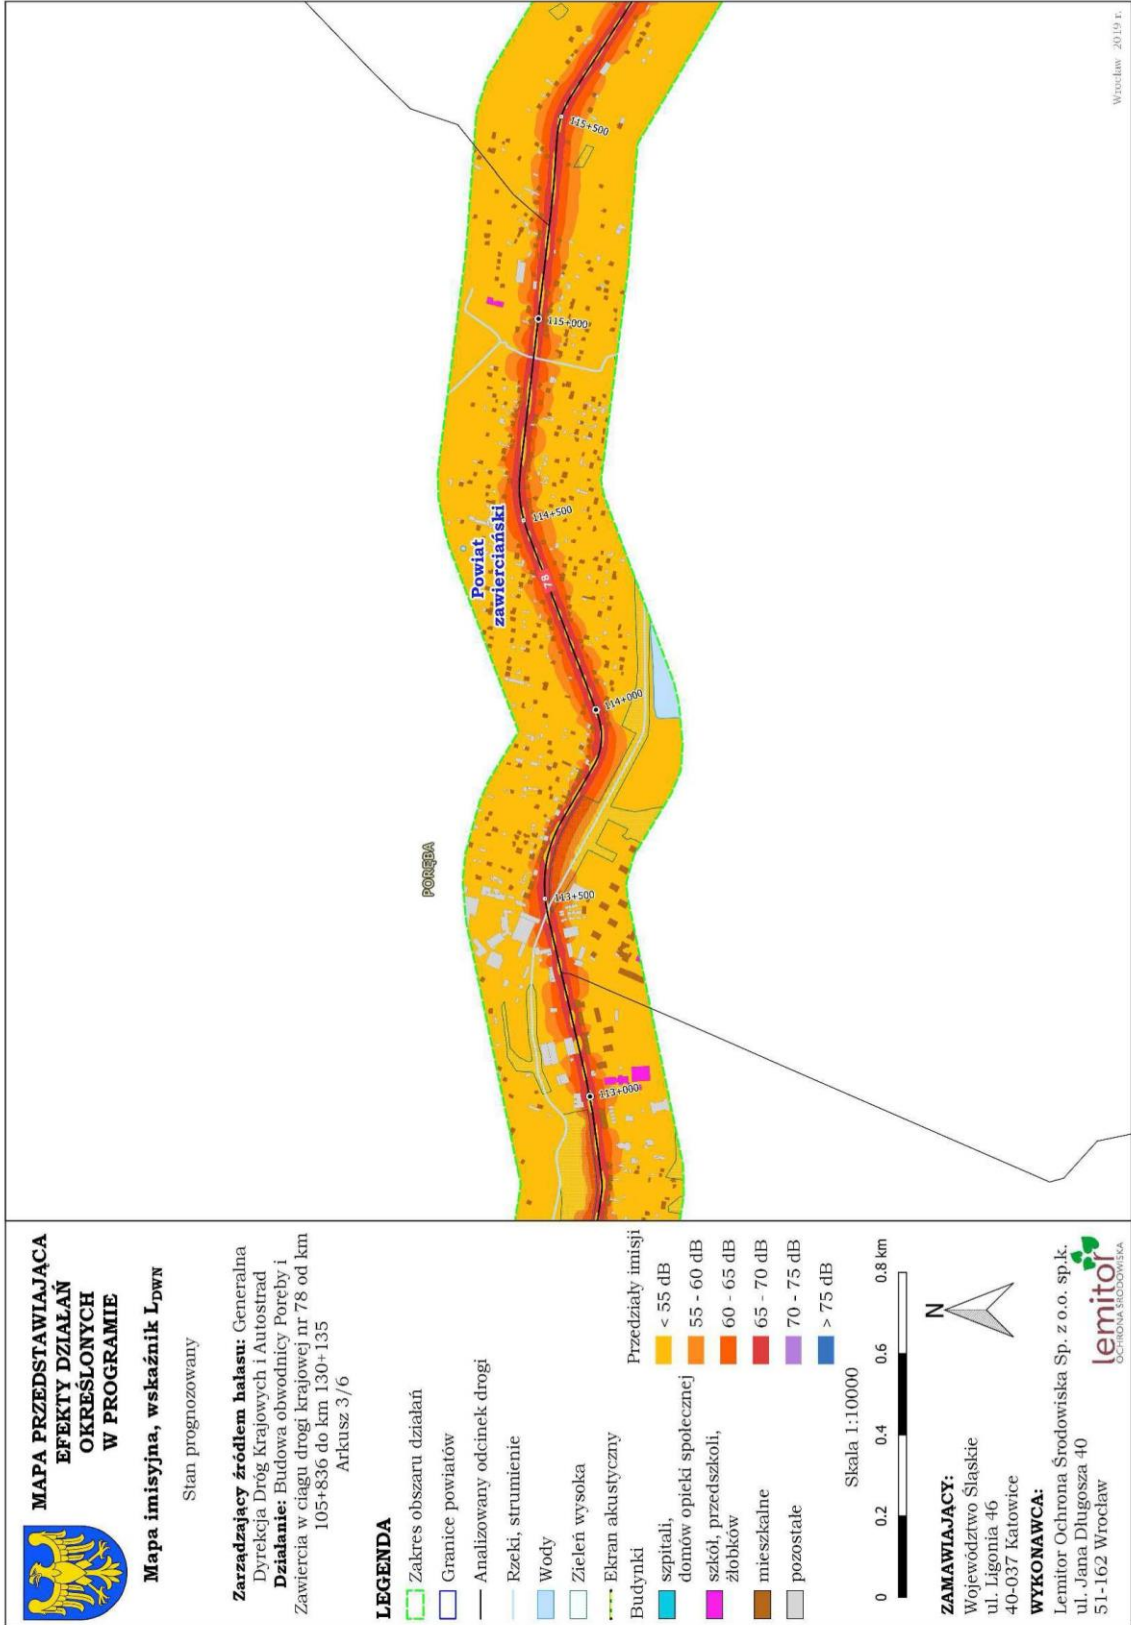 MAPA PRZEDSTAWIAJĄCA
EFEKTY DZIAŁAŃ
OKREŚLONYCH
W PROGRAMIE
Mapa imisyjna, wskaźnik LDWN
Stan prognozowany
Zarządzający źródłem hałasu: Generalna
Dyrekcja Dróg Krajowych i Autostrad
Działanie: Budowa obwodnicy Poręby i
Zawiercia w ciągu drogi krajowej nr 78 od km
105+836 do km 130+135
Arkusz 3/6
LEGENDA
Zakres obszaru działań
Granice powiatów
Analizowany odcinek drogi
Rzeki, strumienie
Wody
Zieleń wysoka
Ekran akustyczny
Budynki
szpitali,
domów opieki społecznej
szkół, przedszkoli,
żłobków
mieszkalne
pozostałe
Przedziały imisji
< 55 dB
55 - 60 dB
60 - 65 dB
65 - 70 dB
70 - 75 dB
> 75 dB
Skala 1:10000
0 0.2 0.4 0.6 0.8 km
N
ZAMAWIAJĄCY:
Województwo Śląskie
ul. Ligonia 46
40-037 Katowice
WYKONAWCA:
Lemitor Ochrona Środowiska Sp. z o.o. sp.k.
ul. Jana Długosza 40
51-162 Wrocław
lemitor
OCHRONA ŚRODOWISKA
PORĘBA
Powiat
zawierciański
78
113+000
113+500
114+000
114+500
115+000
115+500
Wrocław 2019 r.